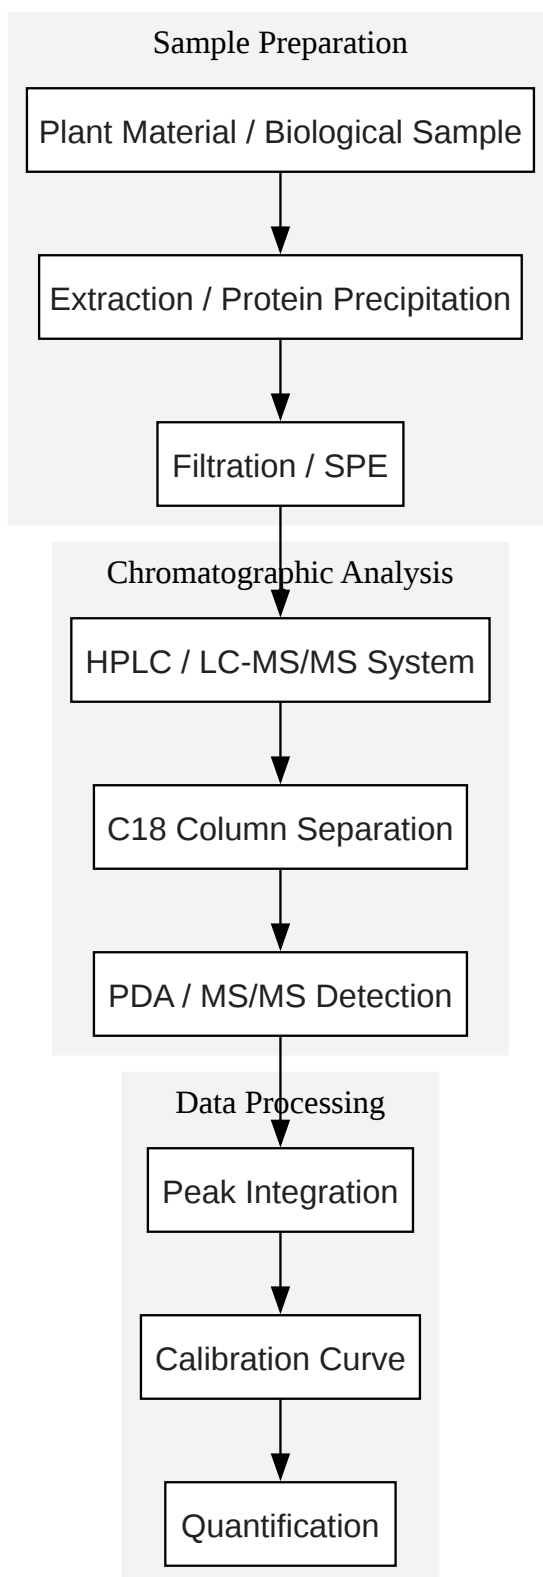 Sample Preparation
Plant Material / Biological Sample
Extraction / Protein Precipitation
Filtration / SPE
Chromatographic Analysis
HPLC / LC-MS/MS System
C18 Column Separation
PDA / MS/MS Detection
Data Processing
Peak Integration
Calibration Curve
Quantification